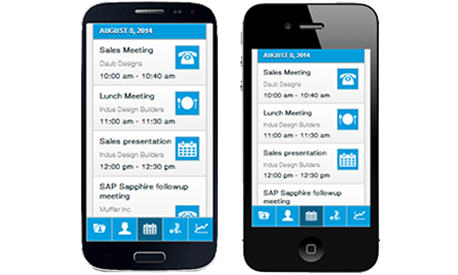 AUGUST 8, 2014
Sales Meeting
Daub Designs
10:00 am - 10:40 am
Lunch Meeting
Indus Design Builders
11:00 am - 11:30 am
Sales presentation
Indus Design Builders
12:00 pm - 12:30 pm
SAP Sapphire followup
meeting
Muffler Inc.
AUGUST 8, 2014
Sales Meeting
Daub Designs
10:00 am - 10:40 am
Lunch Meeting
Indus Design Builders
11:00 am - 11:30 am
Sales presentation
Indus Design Builders
12:00 pm - 12:30 pm
SAP Sapphire followup
meeting